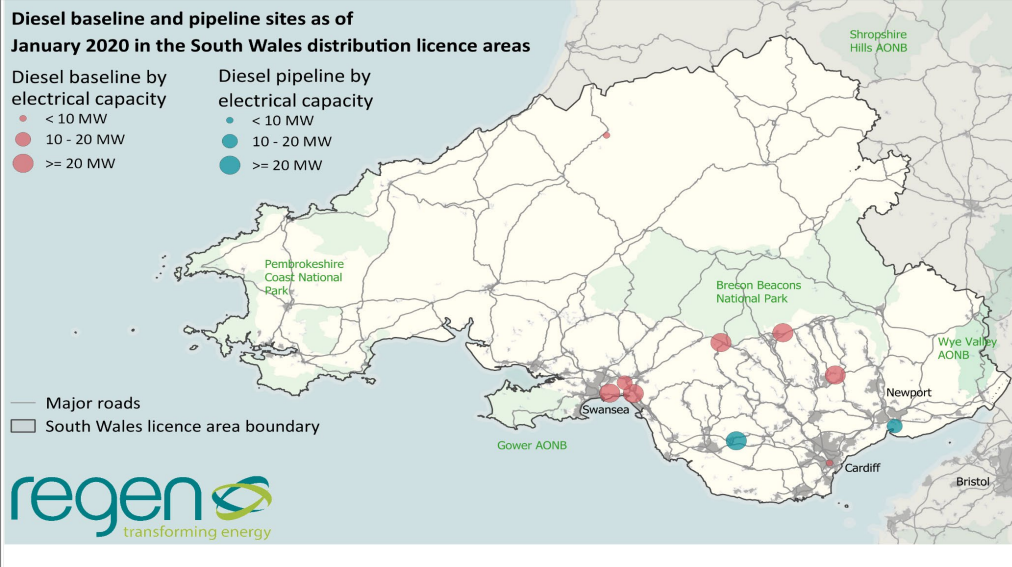 Diesel baseline and pipeline sites as of
January 2020 in the South Wales distribution licence areas
Diesel baseline by
electrical capacity
< 10 MW
10 - 20 MW
>= 20 MW
Diesel pipeline by
electrical capacity
< 10 MW
10 - 20 MW
>= 20 MW
Shropshire
Hills AONB
Pembrokeshire
Coast National
Park
Brecon Beacons
National Park
Wye Valley
AONB
Newport
Swansea
Gower AONB
Cardiff
Bristol
Major roads
South Wales licence area boundary
regen
transforming energy